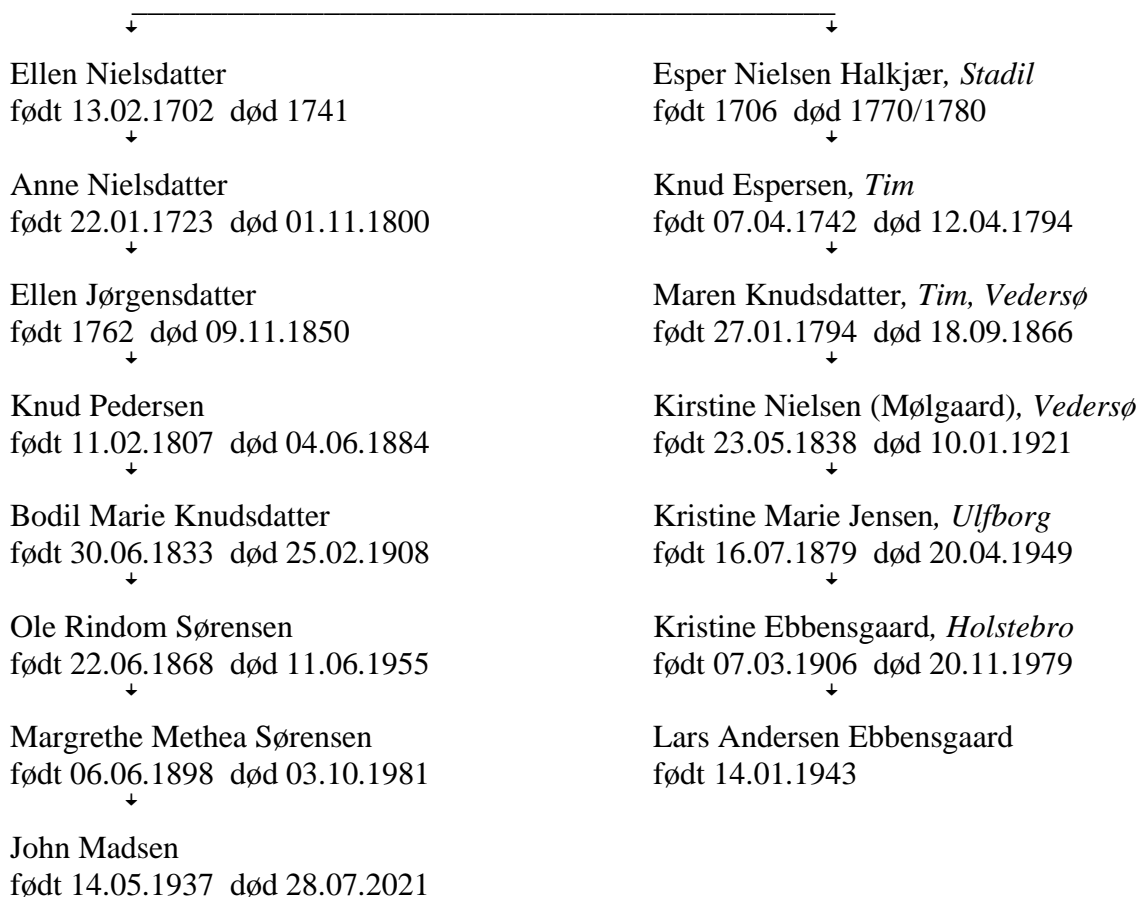 Ellen Nielsdatter
født 13.02.1702 død 1741
Anne Nielsdatter
født 22.01.1723 død 01.11.1800
Ellen Jørgensdatter
født 1762 død 09.11.1850
Knud Pedersen
født 11.02.1807 død 04.06.1884
Bodil Marie Knudsdatter
født 30.06.1833 død 25.02.1908
Ole Rindom Sørensen
født 22.06.1868 død 11.06.1955
Margrethe Methea Sørensen
født 06.06.1898 død 03.10.1981
John Madsen
født 14.05.1937 død 28.07.2021
Esper Nielsen Halkjær, Stadil
født 1706 død 1770/1780
Knud Espersen, Tim
født 07.04.1742 død 12.04.1794
Maren Knudsdatter, Tim, Vedersø
født 27.01.1794 død 18.09.1866
Kirstine Nielsen (Mølgaard), Vedersø
født 23.05.1838 død 10.01.1921
Kristine Marie Jensen, Ulfborg
født 16.07.1879 død 20.04.1949
Kristine Ebbensgaard, Holstebro
født 07.03.1906 død 20.11.1979
Lars Andersen Ebbensgaard
født 14.01.1943